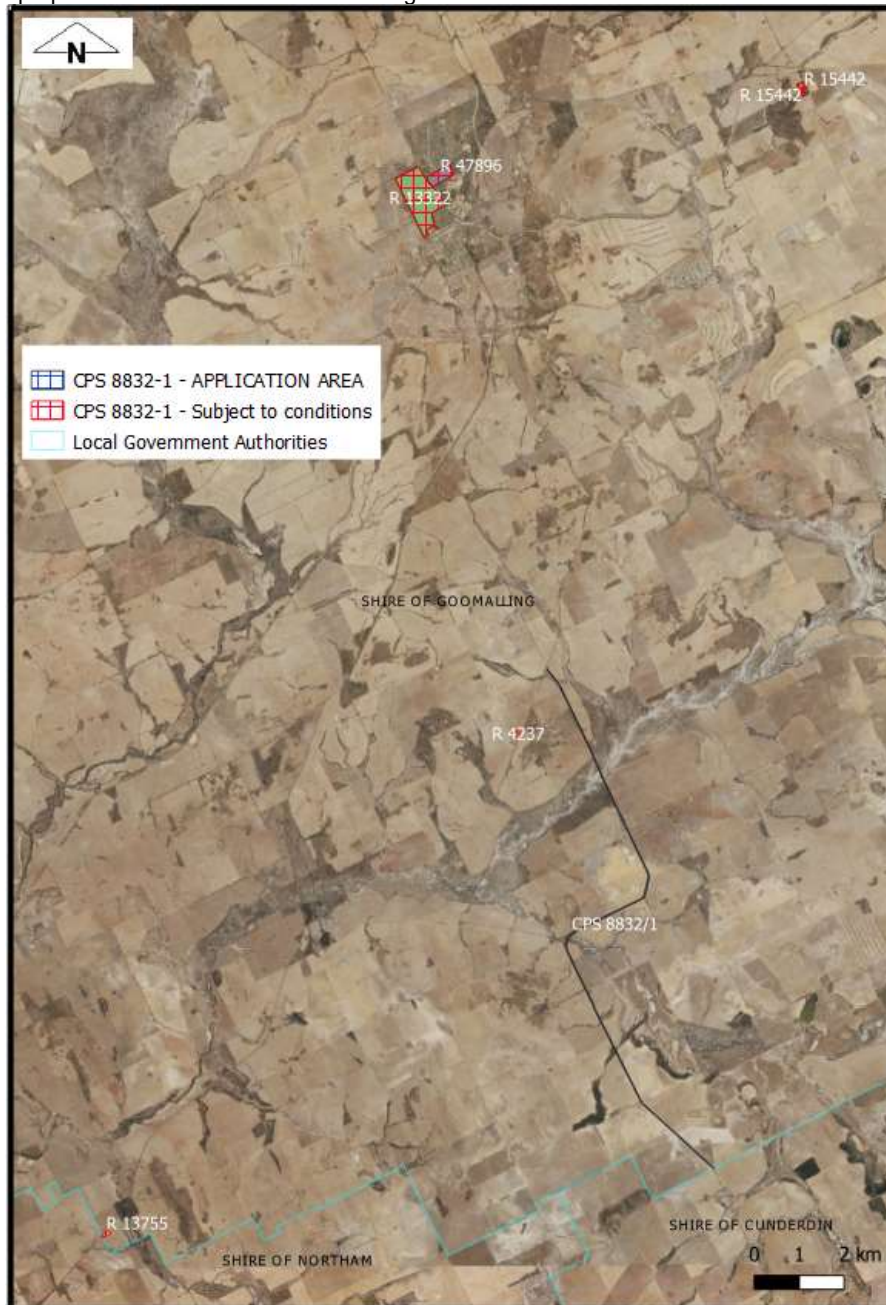 N
R 15442
R 15442
R 47896
R 13322
CPS 8832-1 - APPLICATION AREA
CPS 8832-1 - Subject to conditions
Local Government Authorities
SHIRE OF GOOMALLING
R 4237
CPS 8832/1
R 13755
SHIRE OF CUNDERDIN
SHIRE OF NORTHAM
0 1 2 km